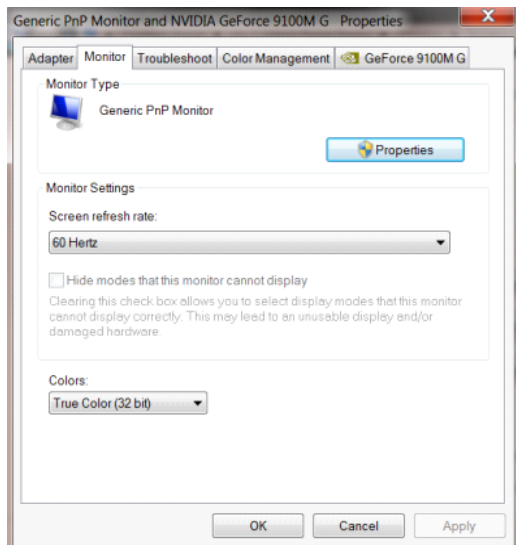 Generic PnP Monitor and NVIDIA GeForce 9100M G Properties
X
Adapter
Monitor
Troubleshoot
Color Management
GeForce 9100M G
Monitor Type
Generic PnP Monitor
Properties
Monitor Settings
Screen refresh rate:
60 Hertz
Hide modes that this monitor cannot display
Clearing this check box allows you to select display modes that this monitor
cannot display correctly. This may lead to an unusable display and/or
damaged hardware.
Colors:
True Color (32 bit)
OK
Cancel
Apply